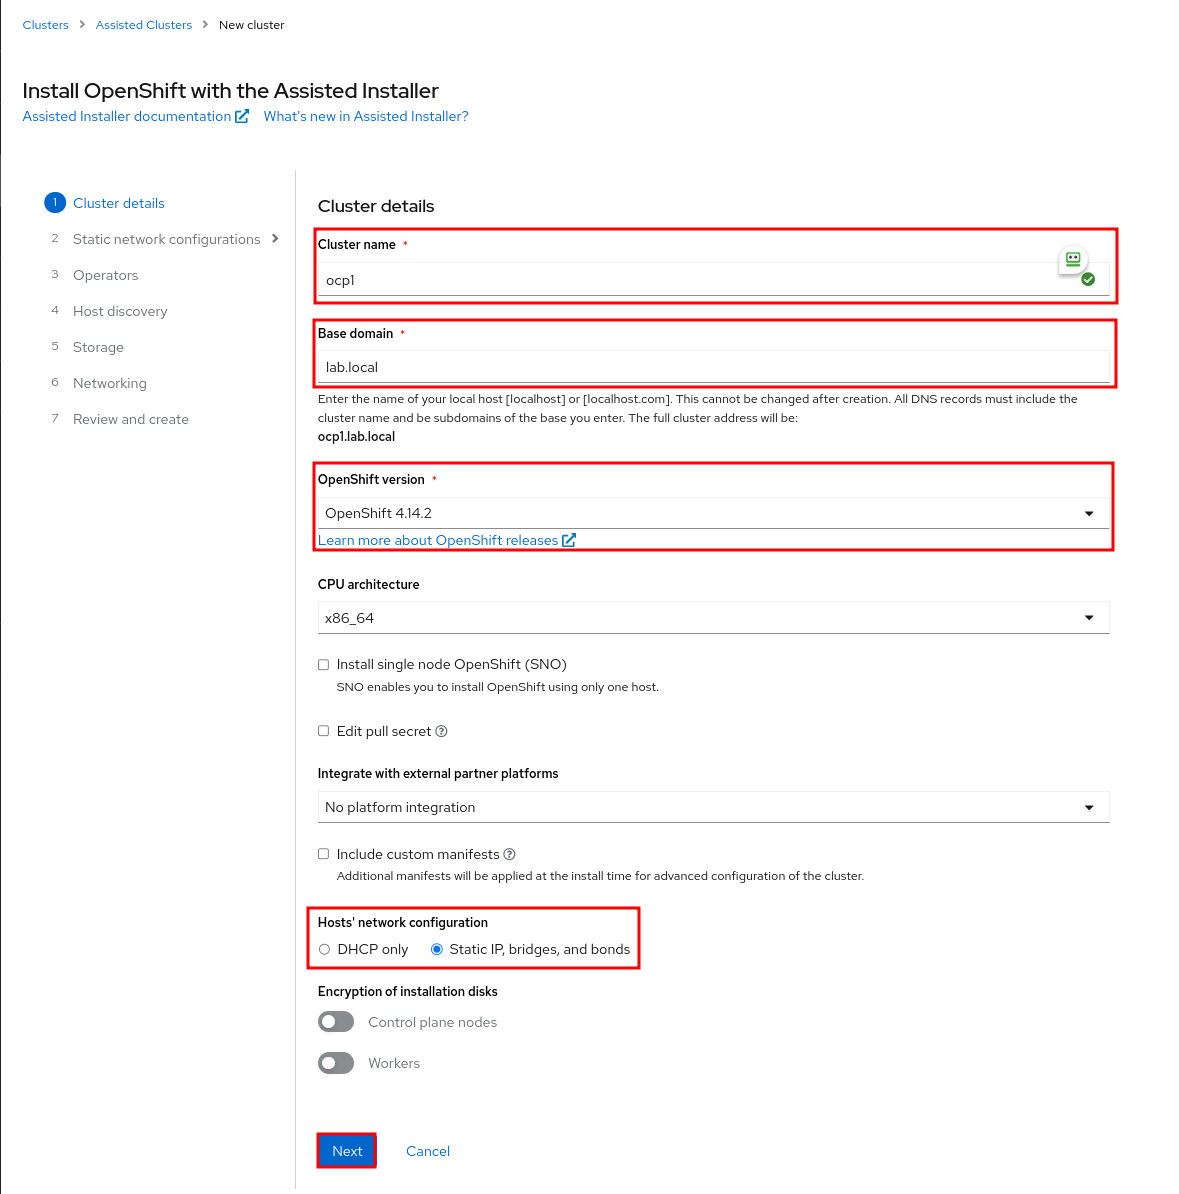 Clusters > Assisted Clusters > New cluster
Install OpenShift with the Assisted Installer
Assisted Installer documentation What's new in Assisted Installer?
1 Cluster details
2 Static network configurations >
3 Operators
4 Host discovery
5 Storage
6 Networking
7 Review and create
Cluster details
Cluster name *
ocp1
Base domain *
lab.local
Enter the name of your local host [localhost] or [localhost.com]. This cannot be changed after creation. All DNS records must include the
cluster name and be subdomains of the base you enter. The full cluster address will be:
ocp1.lab.local
OpenShift version *
OpenShift 4.14.2
Learn more about OpenShift releases
CPU architecture
x86_64
Install single node OpenShift (SNO)
SNO enables you to install OpenShift using only one host.
Edit pull secret ?
Integrate with external partner platforms
No platform integration
Include custom manifests ?
Additional manifests will be applied at the install time for advanced configuration of the cluster.
Hosts' network configuration
DHCP only Static IP, bridges, and bonds
Encryption of installation disks
Control plane nodes
Workers
Next Cancel